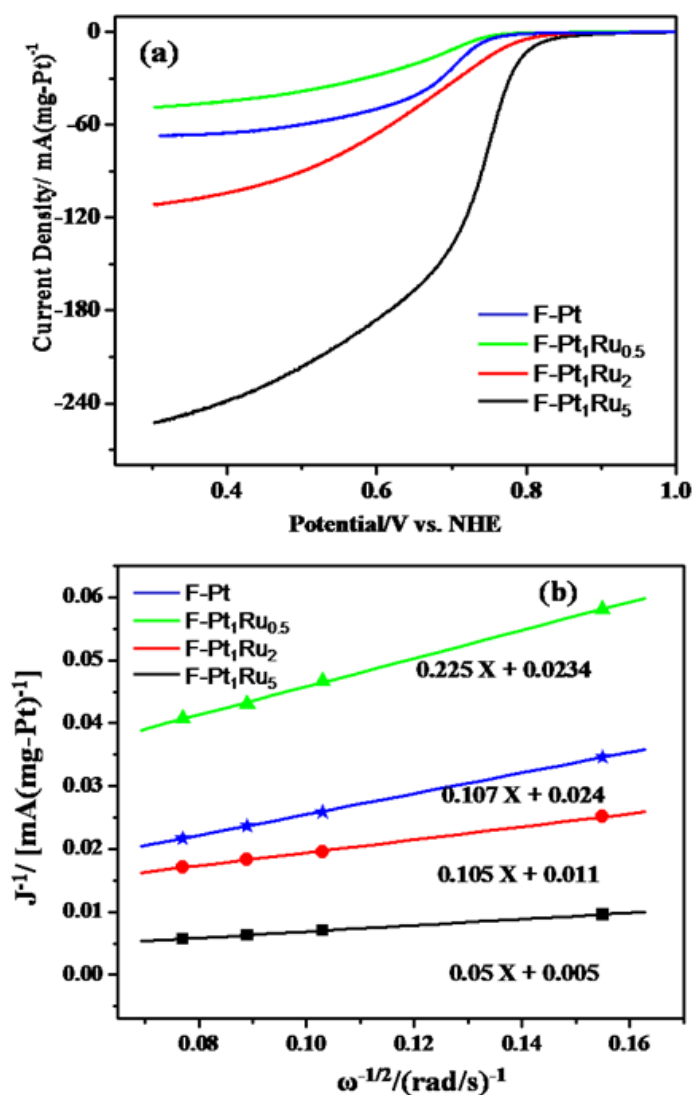 (a)
0
-60
-120
-180
-240
Current Density/ mA(mg-Pt)⁻¹
F-Pt
F-Pt₁Ru₀.₅
F-Pt₁Ru₂
F-Pt₁Ru₅
0.4 0.6 0.8 1.0
Potential/V vs. NHE
(b)
F-Pt
F-Pt₁Ru₀.₅
F-Pt₁Ru₂
F-Pt₁Ru₅
0.06
0.05
0.04
0.03
0.02
0.01
0.00
J⁻¹/ [mA(mg-Pt)⁻¹]
0.225 X + 0.0234
0.107 X + 0.024
0.105 X + 0.011
0.05 X + 0.005
0.08 0.10 0.12 0.14 0.16
ω⁻¹/²/(rad/s)⁻¹